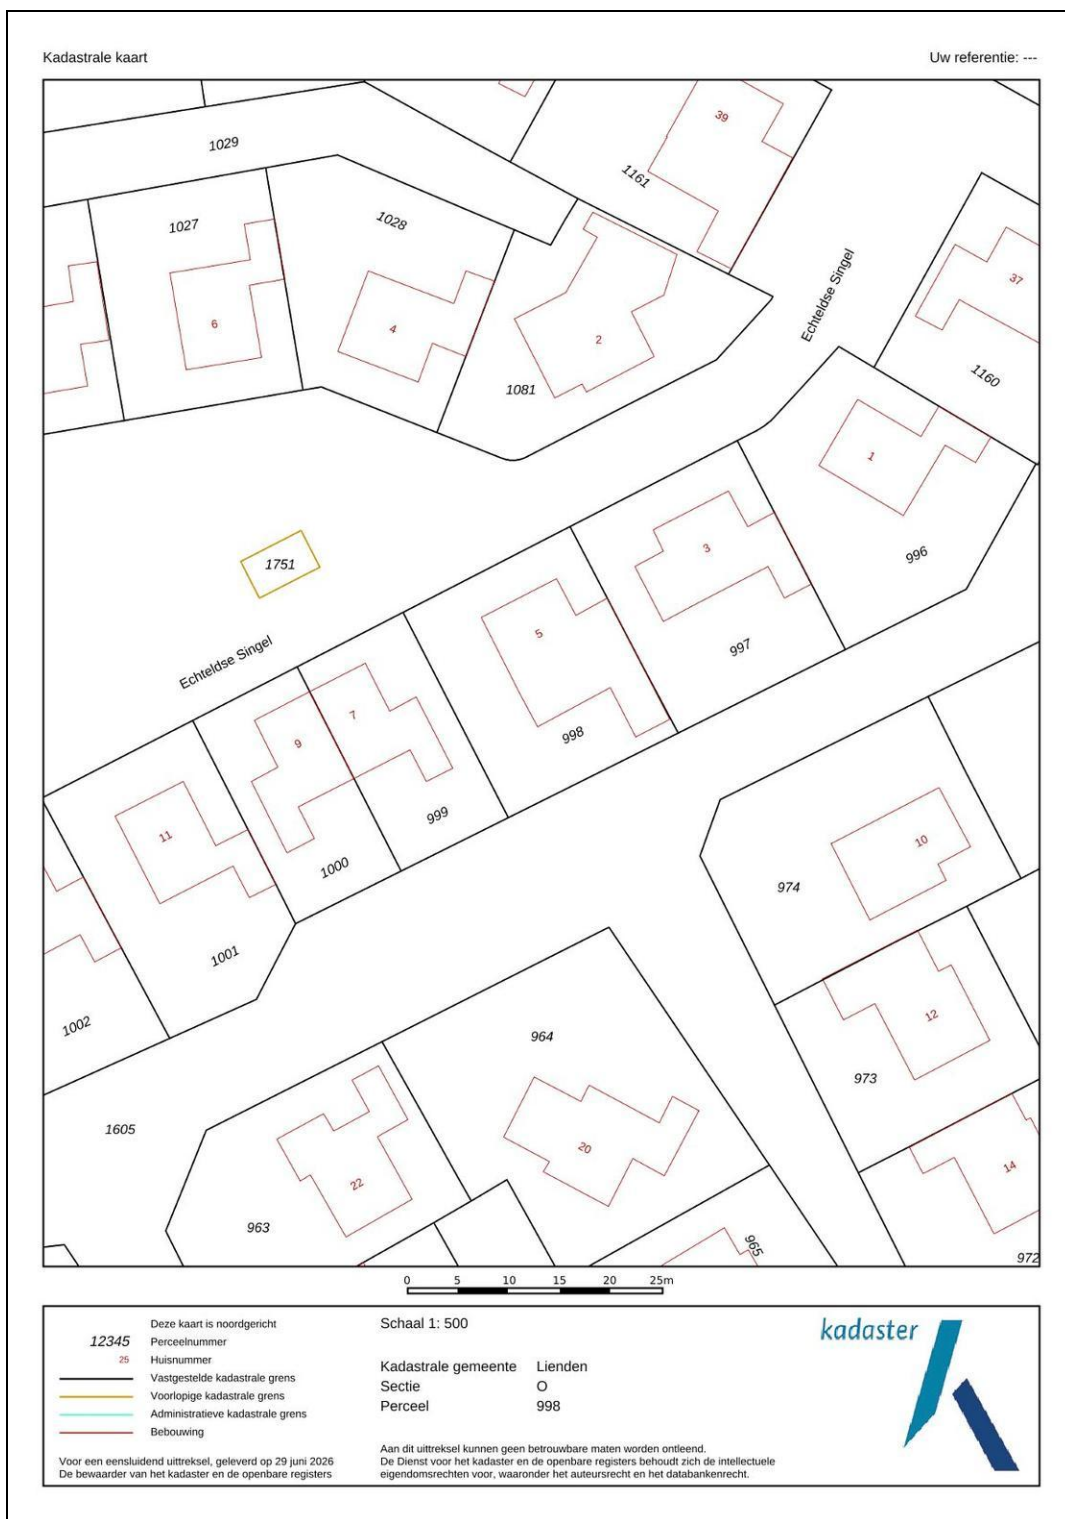 Kadastrale kaart
Uw referentie: ---
39
1029
1161
1027
1028
Echteldse Singel
37
6
4
2
1160
1081
1
3
996
1751
5
997
Echteldse Singel
7
998
9
999
11
10
1000
974
1001
12
1002
964
973
1605
20
14
22
963
965
972
0 5 10 15 20 25m
Deze kaart is noordgericht
12345 Perceelnummer
25 Huisnummer
Vastgestelde kadastrale grens
Voorlopige kadastrale grens
Administratieve kadastrale grens
Bebouwing
Voor een eensluidend uittreksel, geleverd op 29 juni 2026
De bewaarder van het kadaster en de openbare registers
Schaal 1: 500
Kadastrale gemeente Lienden
Sectie O
Perceel 998
Aan dit uittreksel kunnen geen betrouwbare maten worden ontleend.
De Dienst voor het kadaster en de openbare registers behoudt zich de intellectuele
eigendomsrechten voor, waaronder het auteursrecht en het databankenrecht.
kadaster